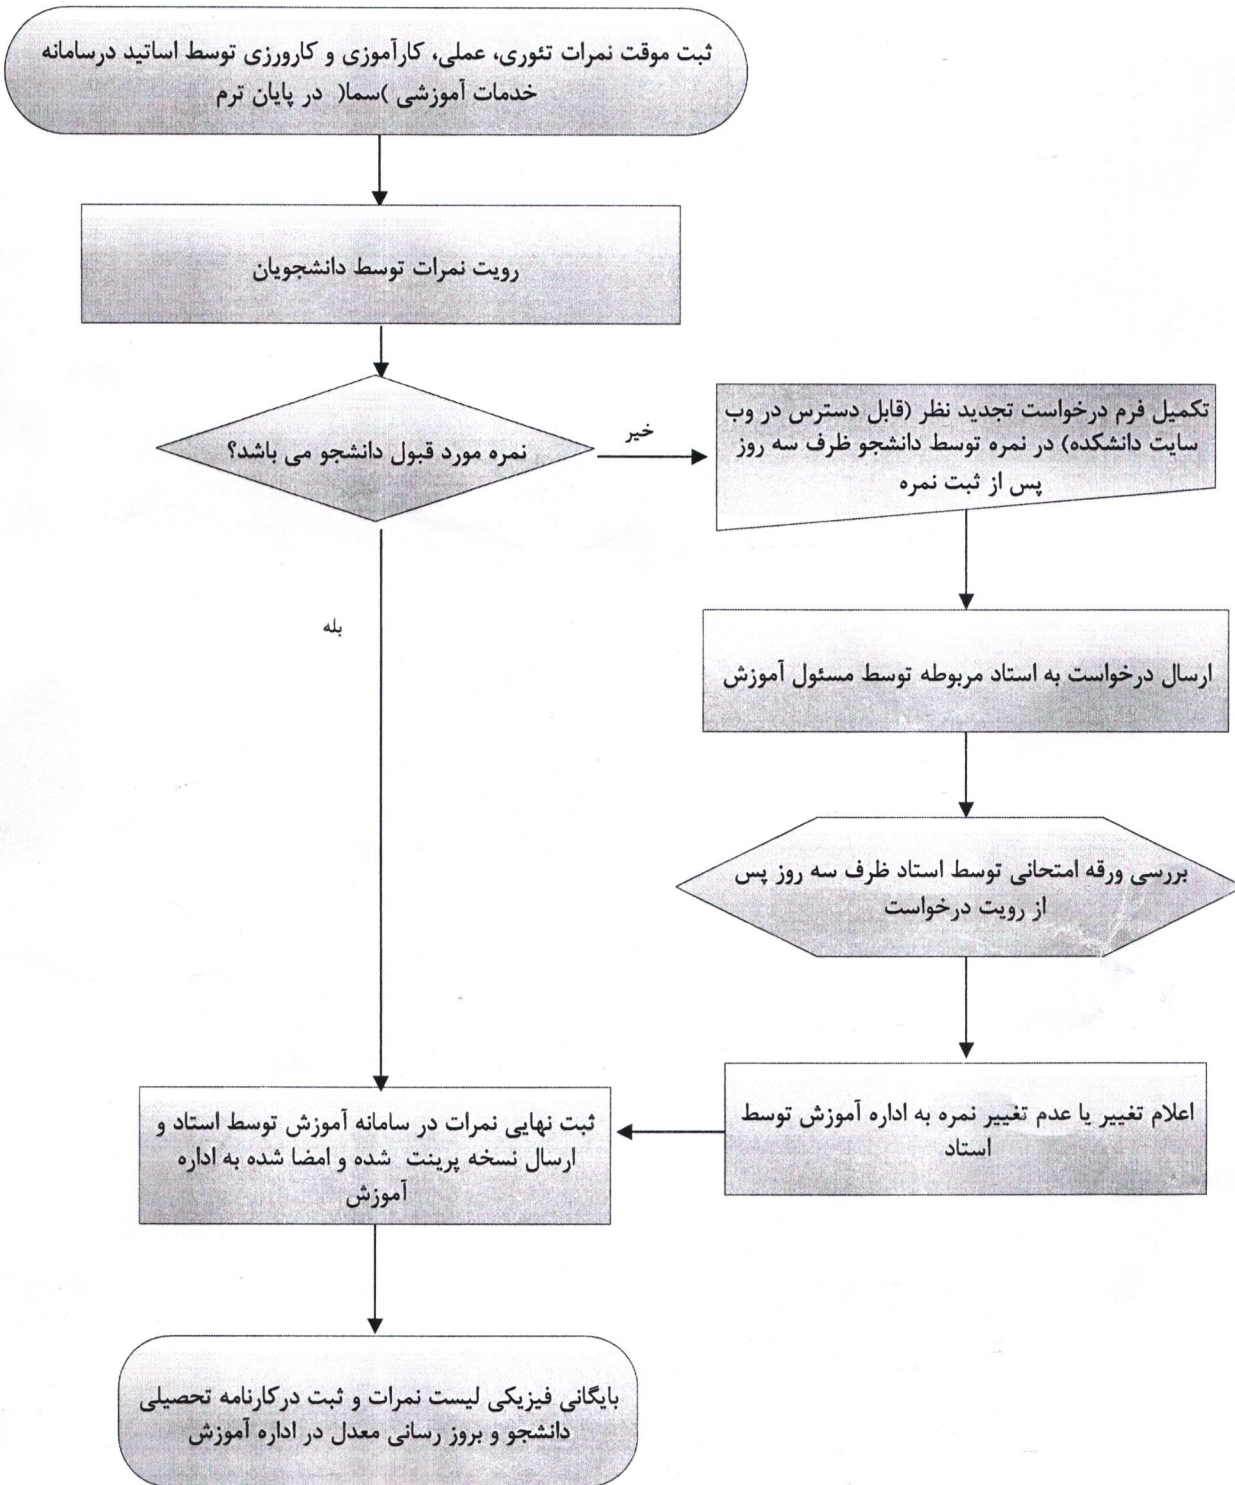 ثبت موقت نمرات تئوری، عملی، کارآموزی و کارورزی توسط اساتید درسامانه
خدمات آموزشی )سما( در پایان ترم
رویت نمرات توسط دانشجویان
نمره مورد قبول دانشجو می باشد؟
خیر
تکمیل فرم درخواست تجدید نظر (قابل دسترس در وب
سایت دانشکده) در نمره توسط دانشجو ظرف سه روز
پس از ثبت نمره
بله
ارسال درخواست به استاد مربوطه توسط مسئول آموزش
بررسی ورقه امتحانی توسط استاد ظرف سه روز پس
از رویت درخواست
اعلام تغییر یا عدم تغییر نمره به اداره آموزش توسط
استاد
ثبت نهایی نمرات در سامانه آموزش توسط استاد و
ارسال نسخه پرینت شده و امضا شده به اداره
آموزش
بایگانی فیزیکی لیست نمرات و ثبت درکارنامه تحصیلی
دانشجو و بروز رسانی معدل در اداره آموزش